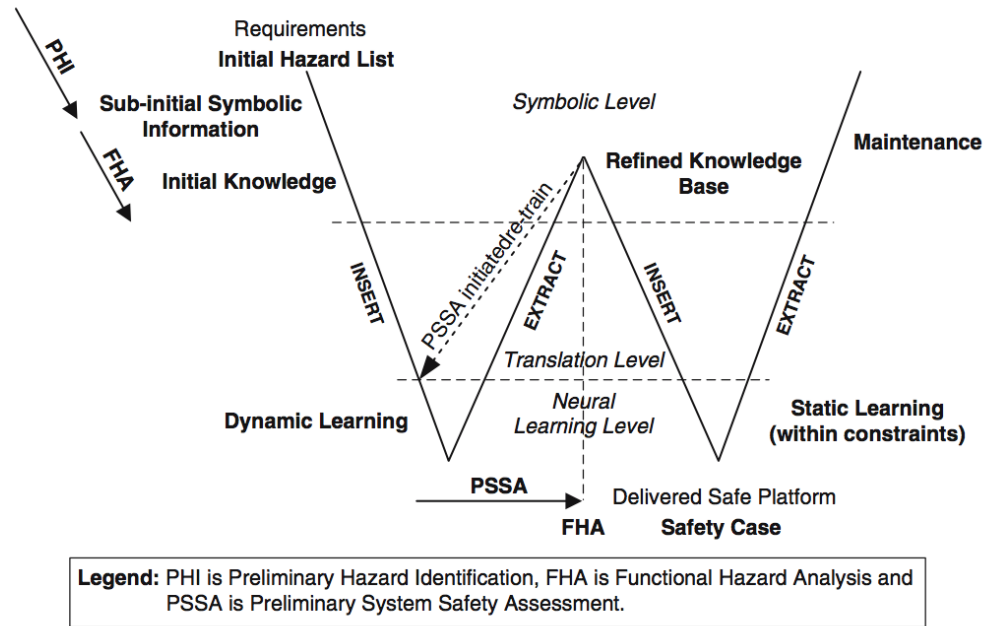 Requirements
Initial Hazard List
PHI
Sub-initial Symbolic
Information
Symbolic Level
Maintenance
FHA
Initial Knowledge
Refined Knowledge
Base
PSSA initiatedre-train
INSERT
EXTRACT
INSERT
EXTRACT
Translation Level
Neural
Learning Level
Dynamic Learning
Static Learning
(within constraints)
PSSA
Delivered Safe Platform
FHA
Safety Case
Legend: PHI is Preliminary Hazard Identification, FHA is Functional Hazard Analysis and
PSSA is Preliminary System Safety Assessment.